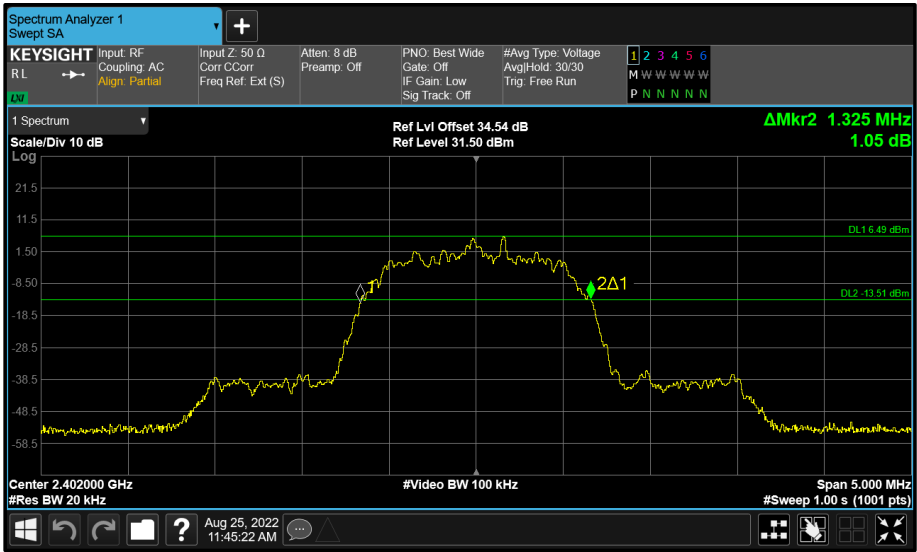 Spectrum Analyzer 1
Swept SA
+
KEYSIGHT
RL
LXI
Input: RF
Coupling: AC
Align: Partial
Input Z: 50 Ω
Corr CCorr
Freq Ref: Ext (S)
Atten: 8 dB
Preamp: Off
PNO: Best Wide
Gate: Off
IF Gain: Low
Sig Track: Off
#Avg Type: Voltage
Avg|Hold: 30/30
Trig: Free Run
1 2 3 4 5 6
M W W W W W
P N N N N N
1 Spectrum
Scale/Div 10 dB
Ref Lvl Offset 34.54 dB
Ref Level 31.50 dBm
ΔMkr2 1.325 MHz
1.05 dB
Log
21.5
11.5
1.50
-8.50
-18.5
-28.5
-38.5
-48.5
-58.5
DL1 6.49 dBm
1
2Δ1
DL2 -13.51 dBm
Center 2.402000 GHz
#Res BW 20 kHz
#Video BW 100 kHz
Span 5.000 MHz
#Sweep 1.00 s (1001 pts)
?
Aug 25, 2022
11:45:22 AM